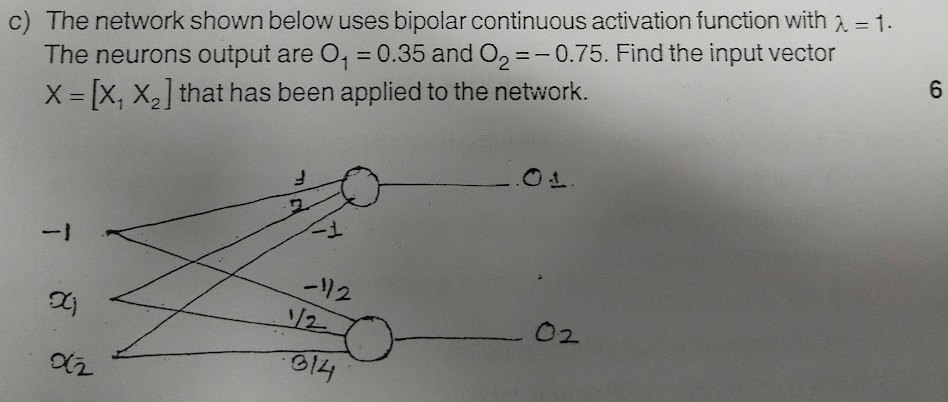 c) The network shown below uses bipolar continuous activation function with λ = 1.
The neurons output are O₁ = 0.35 and O₂ = – 0.75. Find the input vector
X = [X₁ X₂] that has been applied to the network.
6
1
O1
2
-1
-1
-1/2
x1
1/2
O2
x2
3/4